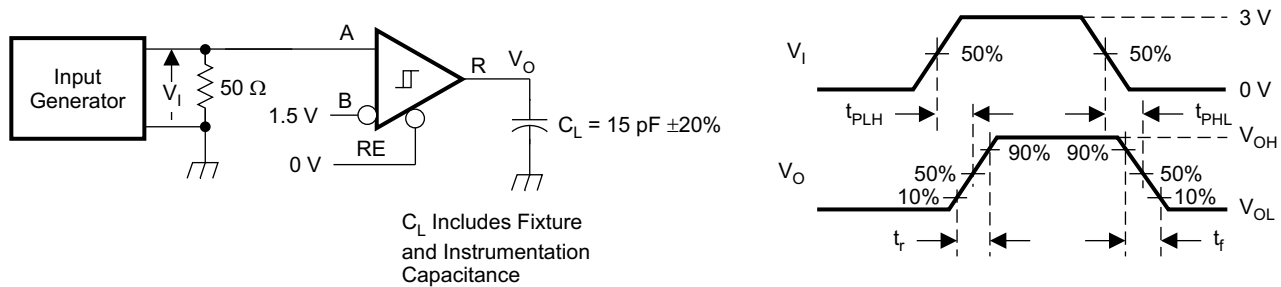 Input
Generator
V_I
50 Ω
A
B
1.5 V
RE
0 V
R
V_O
C_L = 15 pF ±20%
C_L Includes Fixture
and Instrumentation
Capacitance
3 V
V_I
50%
50%
0 V
t_PLH
t_PHL
V_OH
90%
90%
V_O
50%
50%
10%
10%
V_OL
t_r
t_f